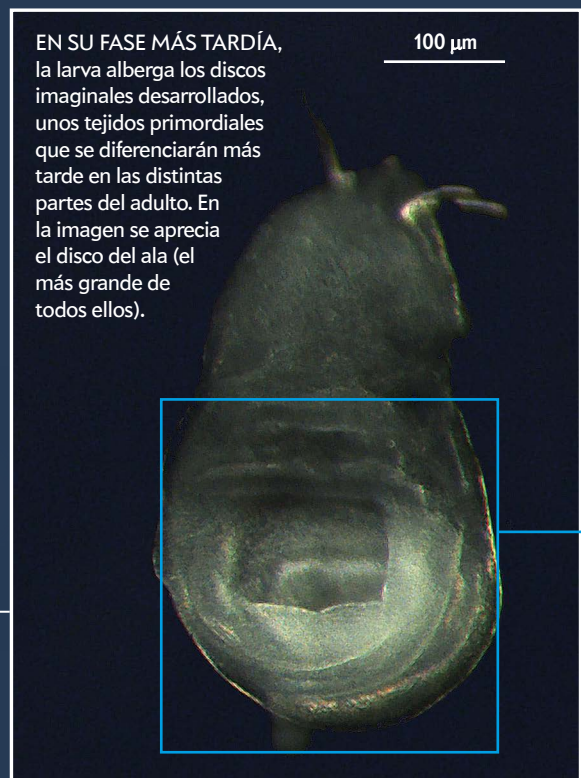 EN SU FASE MÁS TARDÍA,
la larva alberga los discos
imaginales desarrollados,
unos tejidos primordiales
que se diferenciarán más
tarde en las distintas
partes del adulto. En
la imagen se aprecia
el disco del ala (el
más grande de
todos ellos).
100 μm